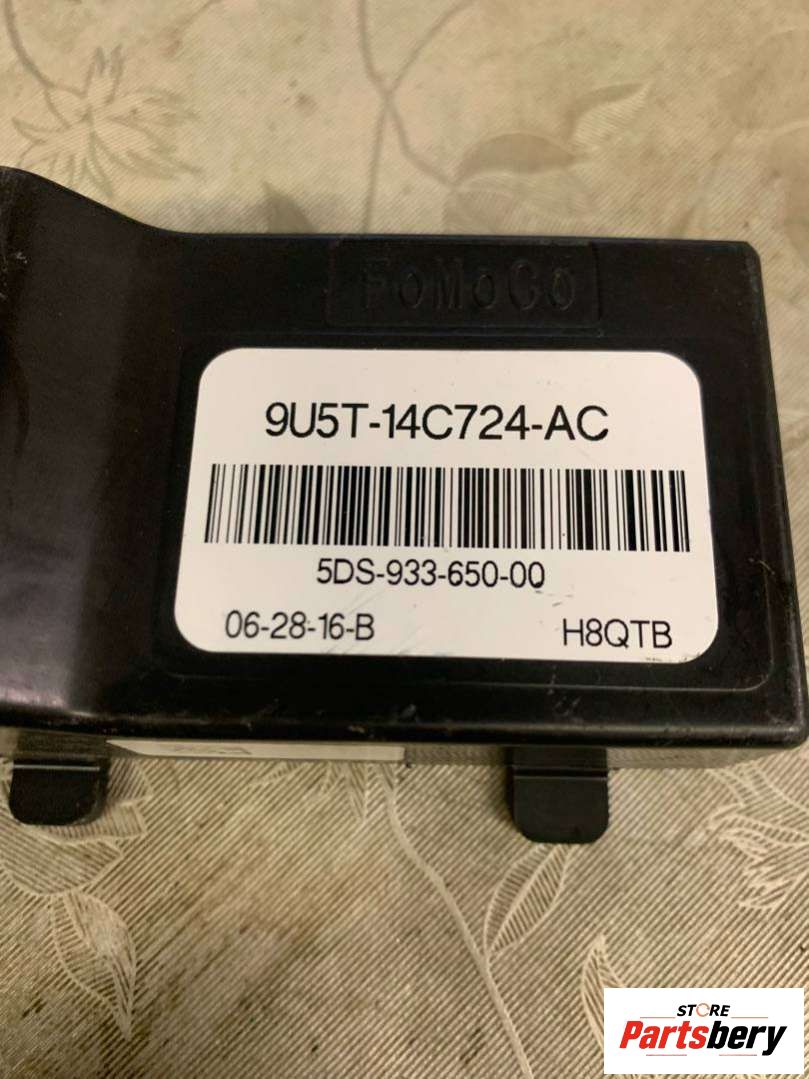 FoMoCo
9U5T-14C724-AC
5DS-933-650-00
06-28-16-B H8QTB
STORE
Partsbery